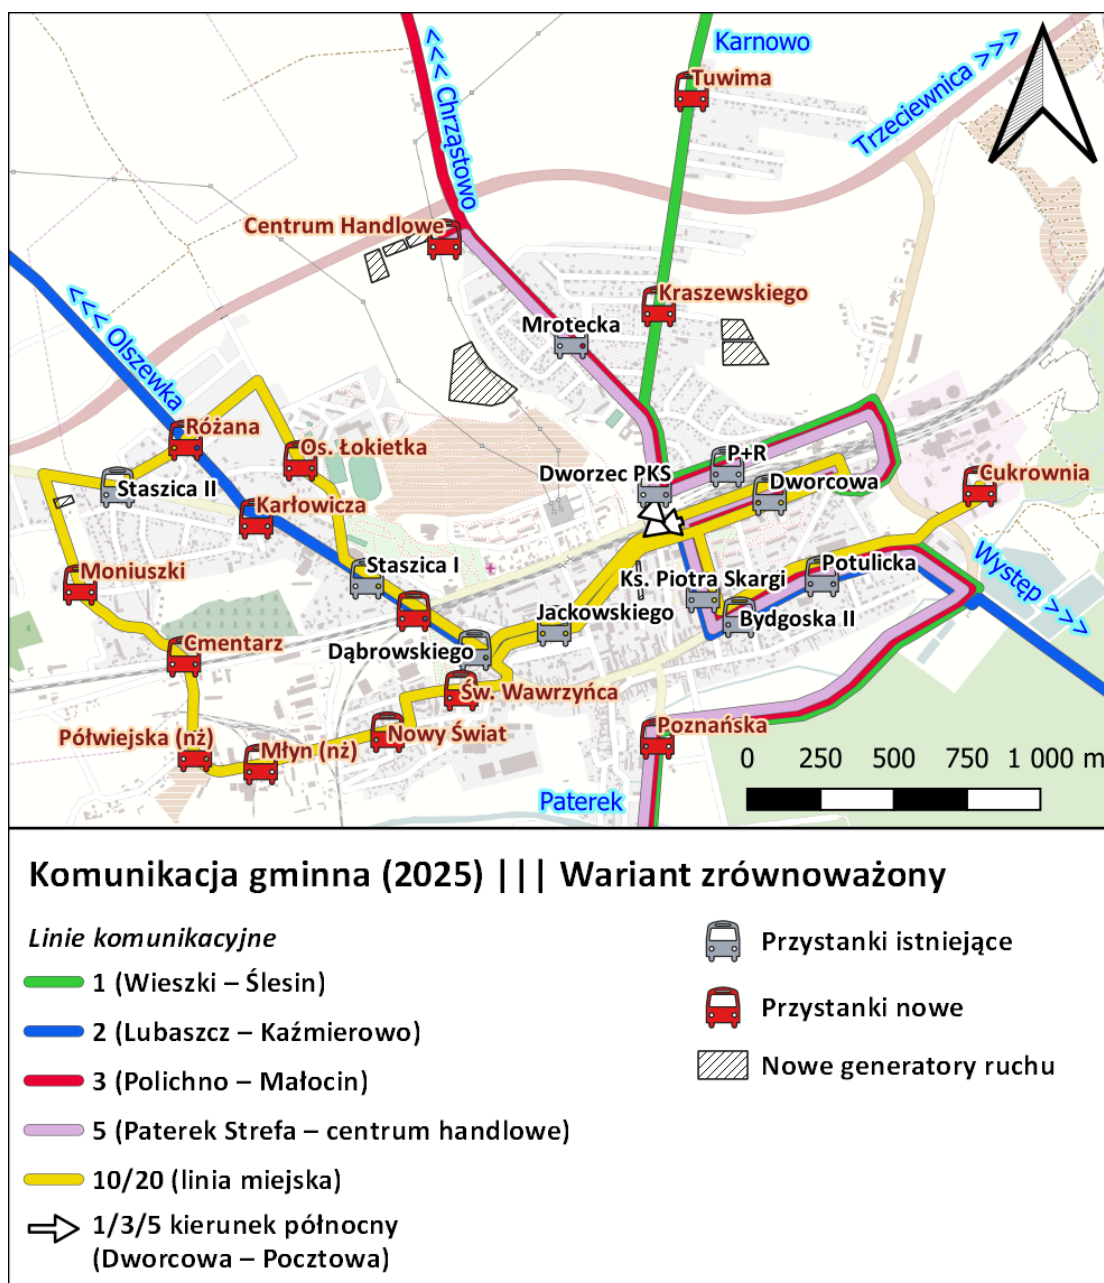 Karnowo
Tuwima
<<< Chrząstowo
Trzeciewnica >>>
Centrum Handlowe
Kraszewskiego
Mrotecka
<<< Olszewka
Różana
Os. Łokietka
P+R
Dworzec PKS
Dworcowa
Cukrownia
Staszica II
Karłowicza
Staszica I
Potulicka
Występ >>>
Moniuszki
Ks. Piotra Skargi
Jackowskiego
Bydgoska II
Cmentarz
Dąbrowskiego
Św. Wawrzyńca
Półwiejska (nż)
Młyn (nż)
Nowy Świat
Poznańska
Paterek
0 250 500 750 1 000 m
Komunikacja gminna (2025) ||| Wariant zrównoważony
Linie komunikacyjne
1 (Wieszki – Ślesin)
2 (Lubaszcz – Kaźmierowo)
3 (Polichno – Małocin)
5 (Paterek Strefa – centrum handlowe)
10/20 (linia miejska)
1/3/5 kierunek północny
(Dworcowa – Pocztowa)
Przystanki istniejące
Przystanki nowe
Nowe generatory ruchu